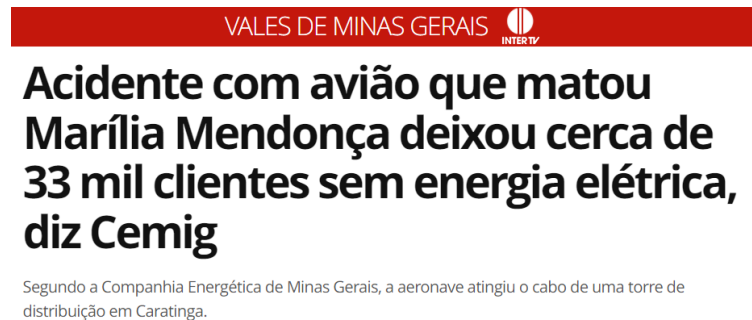 VALES DE MINAS GERAIS INTER TV
Acidente com avião que matou
Marília Mendonça deixou cerca de
33 mil clientes sem energia elétrica,
diz Cemig
Segundo a Companhia Energética de Minas Gerais, a aeronave atingiu o cabo de uma torre de
distribuição em Caratinga.